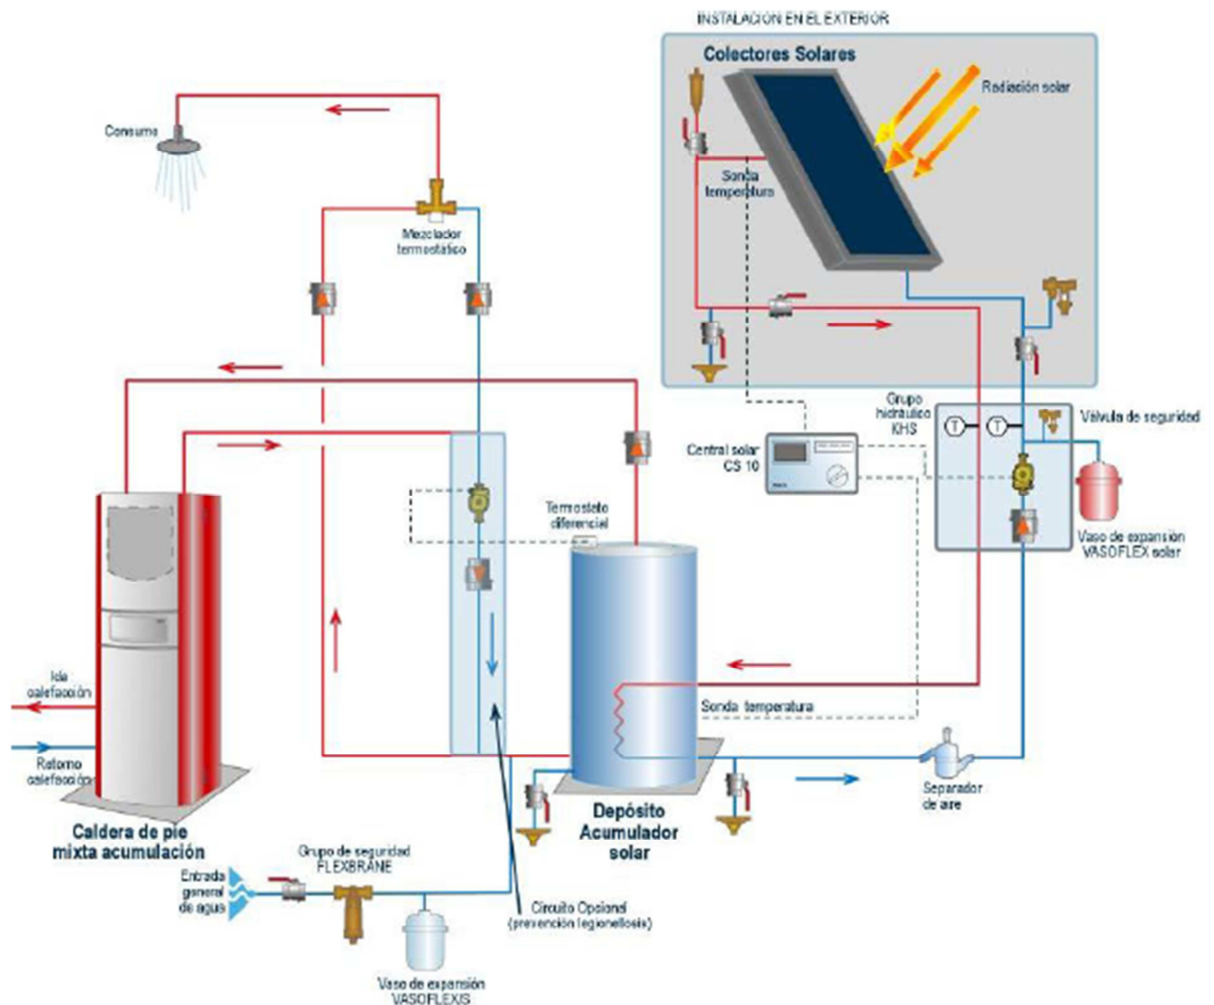 INSTALACION EN EL EXTERIOR
Colectores Solares
Radiación solar
Consumo
Sonda
temperatura
Mezclador
termostático
Grupo
hidráulico
KHS
Válvula de seguridad
T
T
Central solar
CS 10
Termostato
diferencial
Vaso de expansión
VASOFLEX solar
Ida
calefacción
Sonda temperatura
Retorno
calefacción
Separador
de aire
Caldera de pie
mixta acumulación
Depósito
Acumulador
solar
Grupo de seguridad
FLEXBRANE
Entrada
general
de agua
Circuito Opcional
(prevención legionellosis)
Vaso de expansión
VASOFLEX/S